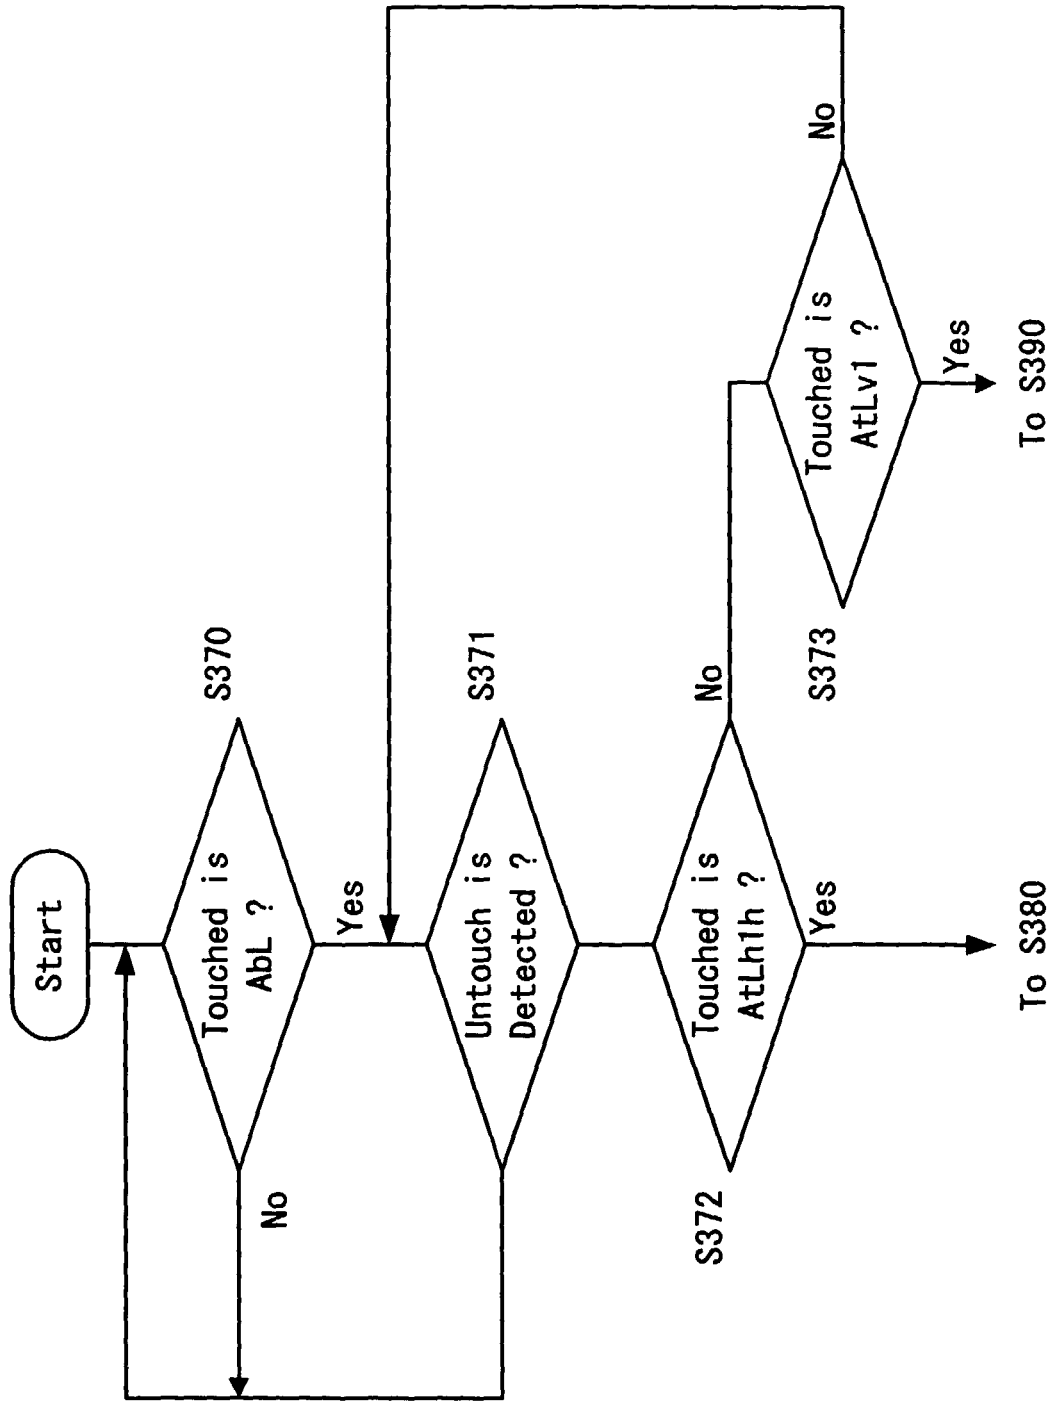 Start
Touched is
AbL ?
S370
No
Yes
Untouch is
Detected ?
S371
Touched is
AtLh1h ?
S372
No
Yes
To S380
Touched is
AtLv1 ?
S373
No
Yes
To S390